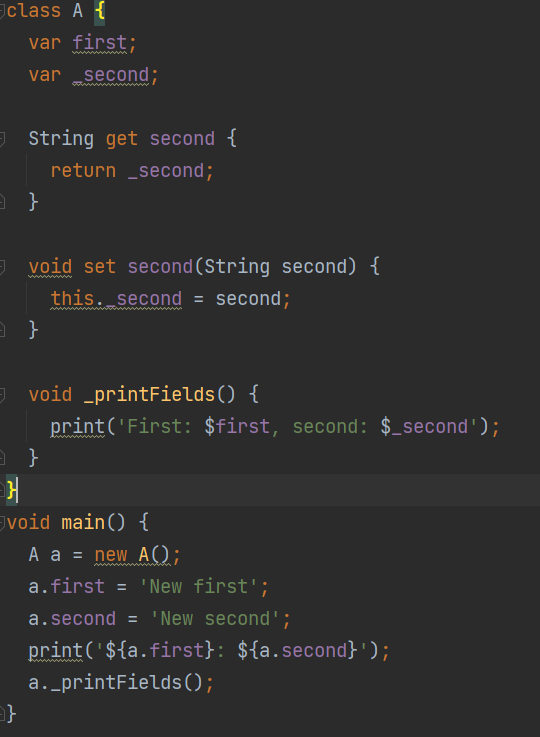 class A {
  var first;
  var _second;

  String get second {
    return _second;
  }

  void set second(String second) {
    this._second = second;
  }

  void _printFields() {
    print('First: $first, second: $_second');
  }
}
void main() {
  A a = new A();
  a.first = 'New first';
  a.second = 'New second';
  print('${a.first}: ${a.second}');
  a._printFields();
}